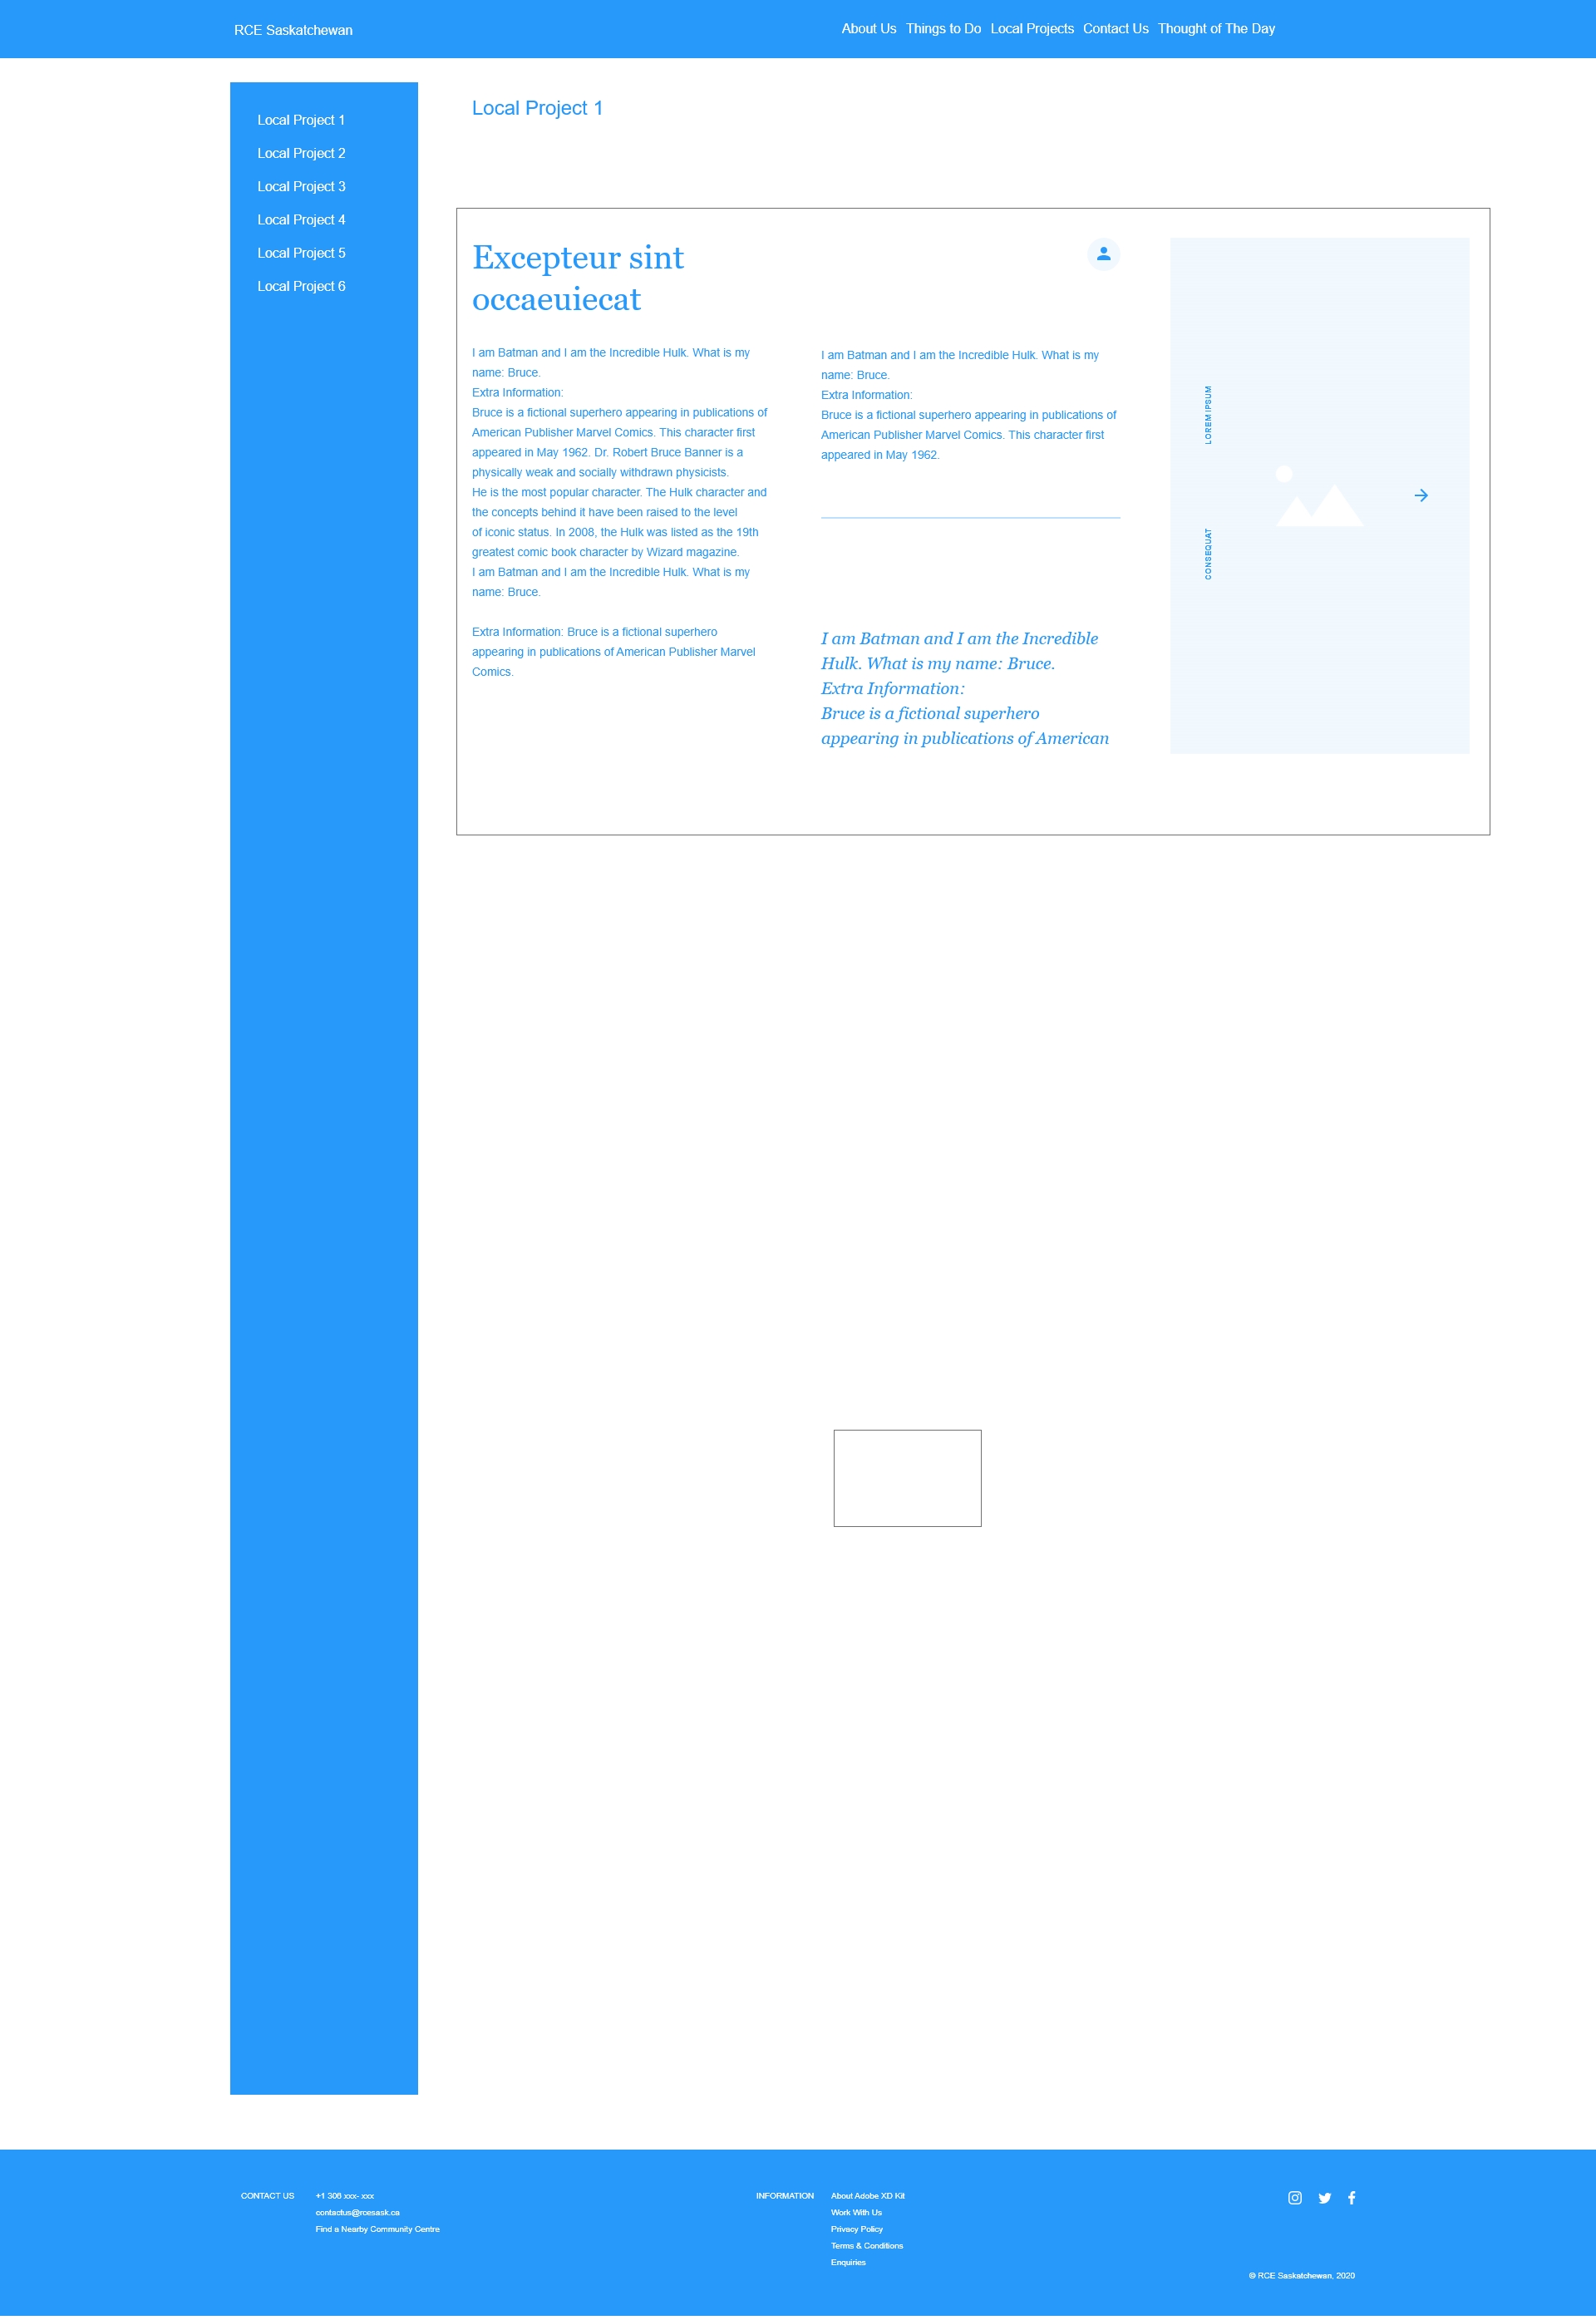 RCE Saskatchewan
About Us Things to Do Local Projects Contact Us Thought of The Day
Local Project 1
Local Project 2
Local Project 3
Local Project 4
Local Project 5
Local Project 6
Local Project 1
Excepteur sint
occaeuiecat
I am Batman and I am the Incredible Hulk. What is my
name: Bruce.
Extra Information:
Bruce is a fictional superhero appearing in publications of
American Publisher Marvel Comics. This character first
appeared in May 1962. Dr. Robert Bruce Banner is a
physically weak and socially withdrawn physicists.
He is the most popular character. The Hulk character and
the concepts behind it have been raised to the level
of iconic status. In 2008, the Hulk was listed as the 19th
greatest comic book character by Wizard magazine.
I am Batman and I am the Incredible Hulk. What is my
name: Bruce.
Extra Information: Bruce is a fictional superhero
appearing in publications of American Publisher Marvel
Comics.
I am Batman and I am the Incredible Hulk. What is my
name: Bruce.
Extra Information:
Bruce is a fictional superhero appearing in publications of
American Publisher Marvel Comics. This character first
appeared in May 1962.
I am Batman and I am the Incredible
Hulk. What is my name: Bruce.
Extra Information:
Bruce is a fictional superhero
appearing in publications of American
LOREM IPSUM
CONSEQUAT
CONTACT US
+1 306 xxx- xxx
contactus@rcesask.ca
Find a Nearby Community Centre
INFORMATION
About Adobe XD Kit
Work With Us
Privacy Policy
Terms & Conditions
Enquiries
© RCE Saskatchewan, 2020